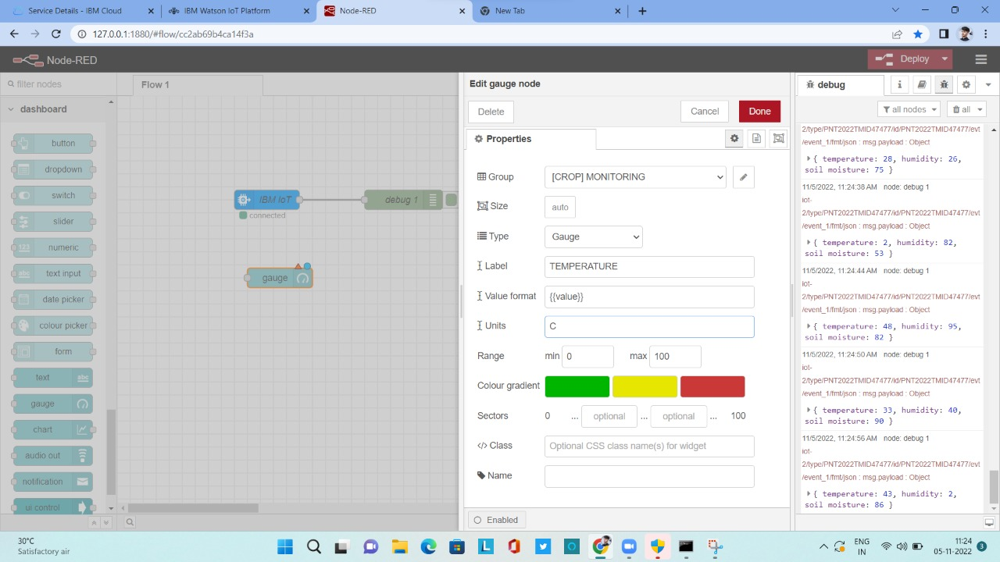 Service Details - IBM Cloud
IBM Watson IoT Platform
Node-RED
New Tab
127.0.0.1:1880/#flow/cc2ab69b4ca14f3a
Node-RED
Deploy
filter nodes
Flow 1
dashboard
button
dropdown
switch
slider
numeric
text input
date picker
colour picker
form
text
gauge
chart
audio out
notification
ui control
IBM IoT
connected
debug 1
gauge
Edit gauge node
Delete
Cancel
Done
Properties
Group
[CROP] MONITORING
Size
auto
Type
Gauge
Label
TEMPERATURE
Value format
{{value}}
Units
C
Range
min
0
max
100
Colour gradient
Sectors
0 ... optional ... optional ... 100
</> Class
Optional CSS class name(s) for widget
Name
Enabled
debug
all nodes
all
2/type/PNT2022TMID47477/id/PNT2022TMID47477/evt
/event_1/fmt/json : msg.payload : Object
{ temperature: 28, humidity: 26,
soil moisture: 75 }
11/5/2022, 11:24:38 AM node: debug 1
iot-
2/type/PNT2022TMID47477/id/PNT2022TMID47477/evt
/event_1/fmt/json : msg.payload : Object
{ temperature: 2, humidity: 82,
soil moisture: 53 }
11/5/2022, 11:24:44 AM node: debug 1
iot-
2/type/PNT2022TMID47477/id/PNT2022TMID47477/evt
/event_1/fmt/json : msg.payload : Object
{ temperature: 48, humidity: 95,
soil moisture: 82 }
11/5/2022, 11:24:50 AM node: debug 1
iot-
2/type/PNT2022TMID47477/id/PNT2022TMID47477/evt
/event_1/fmt/json : msg.payload : Object
{ temperature: 33, humidity: 40,
soil moisture: 90 }
11/5/2022, 11:24:56 AM node: debug 1
iot-
2/type/PNT2022TMID47477/id/PNT2022TMID47477/evt
/event_1/fmt/json : msg.payload : Object
{ temperature: 43, humidity: 2,
soil moisture: 86 }
30°C
Satisfactory air
ENG
IN
11:24
05-11-2022
3